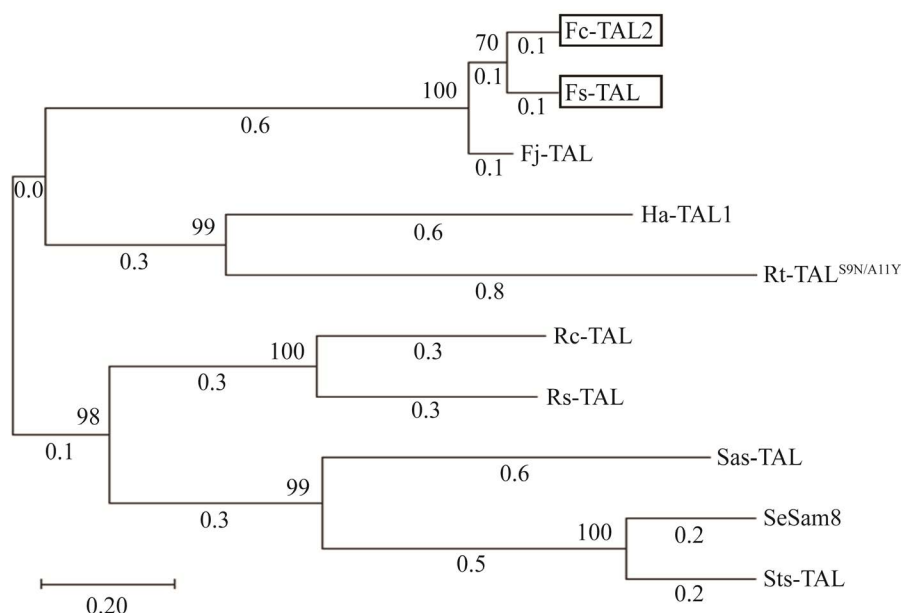 Fc-TAL2
70
0.1
0.1
Fs-TAL
100
0.1
0.6
Fj-TAL
0.1
0.0
Ha-TAL1
99
0.6
0.3
Rt-TALS9N/A11Y
0.8
Rc-TAL
100
0.3
0.3
Rs-TAL
0.3
98
0.1
Sas-TAL
99
0.6
0.3
SeSam8
100
0.2
0.5
Sts-TAL
0.2
0.20